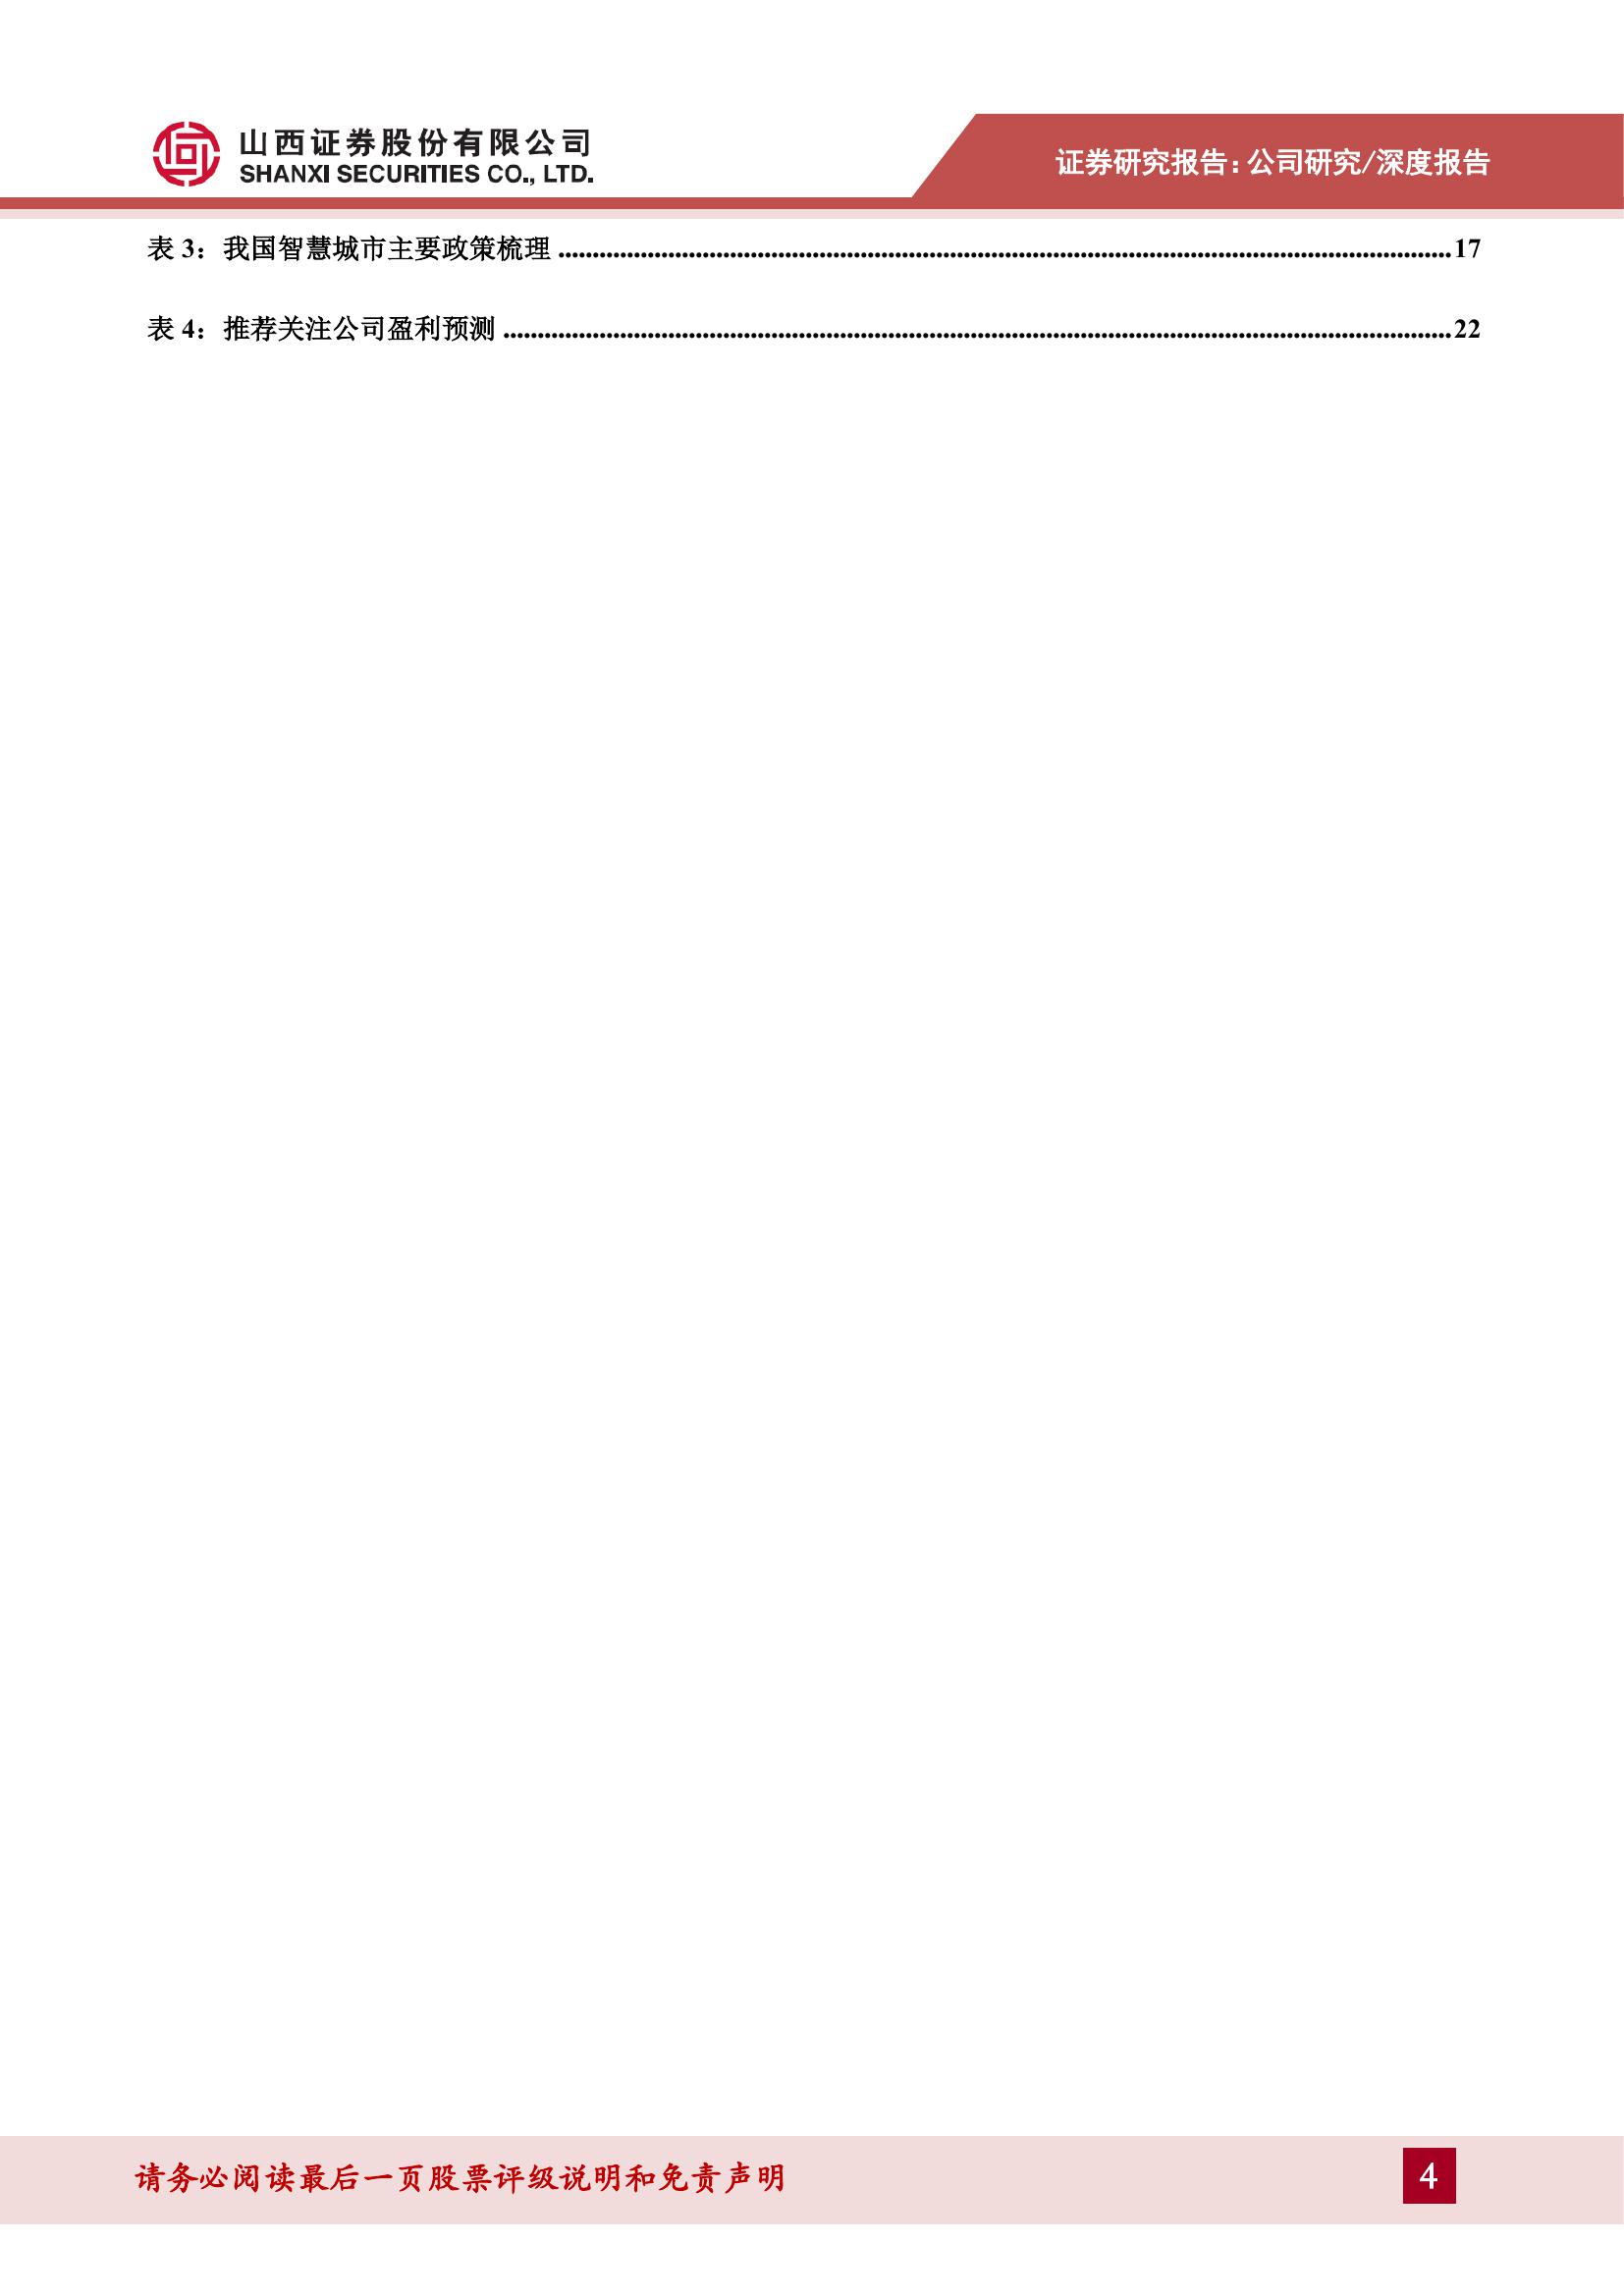 山西证券股份有限公司
SHANXI SECURITIES CO., LTD.
证券研究报告:公司研究/深度报告
表 3：我国智慧城市主要政策梳理 ........................................................................................................................................17
表 4：推荐关注公司盈利预测 ................................................................................................................................................22
请务必阅读最后一页股票评级说明和免责声明
4